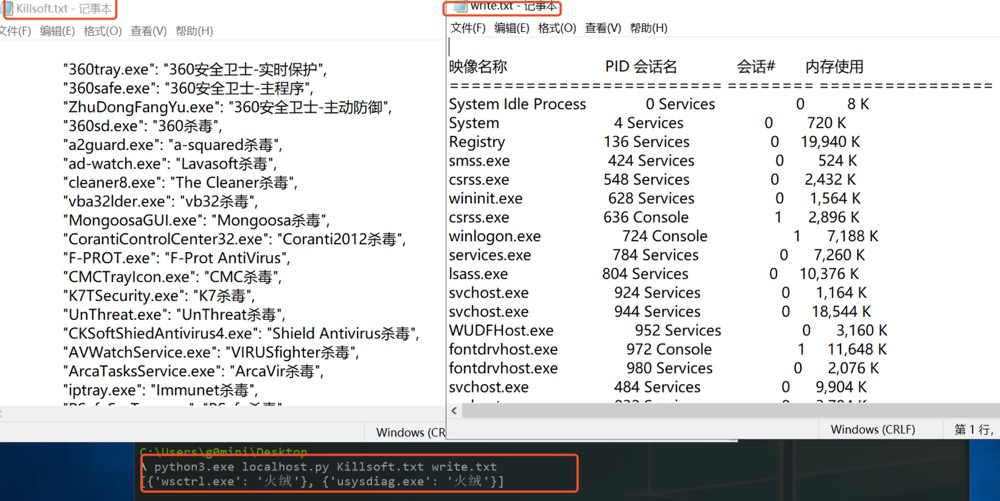 Killsoft.txt - 记事本
文件(F) 编辑(E) 格式(O) 查看(V) 帮助(H)
"360tray.exe": "360安全卫士-实时保护",
"360safe.exe": "360安全卫士-主程序",
"ZhuDongFangYu.exe": "360安全卫士-主动防御",
"360sd.exe": "360杀毒",
"a2guard.exe": "a-squared杀毒",
"ad-watch.exe": "Lavasoft杀毒",
"cleaner8.exe": "The Cleaner杀毒",
"vba32lder.exe": "vb32杀毒",
"MongoosaGUI.exe": "Mongoosa杀毒",
"CorantiControlCenter32.exe": "Coranti2012杀毒",
"F-PROT.exe": "F-Prot AntiVirus",
"CMCTrayIcon.exe": "CMC杀毒",
"K7TSecurity.exe": "K7杀毒",
"UnThreat.exe": "UnThreat杀毒",
"CKSoftShiedAntivirus4.exe": "Shield Antivirus杀毒",
"AVWatchService.exe": "VIRUSfighter杀毒",
"ArcaTasksService.exe": "ArcaVir杀毒",
"iptray.exe": "Immunet杀毒",
Windows (CRL
write.txt - 记事本
文件(F) 编辑(E) 格式(O) 查看(V) 帮助(H)
映像名称 PID 会话名 会话# 内存使用
========================= ======== ================
System Idle Process 0 Services 0 8 K
System 4 Services 0 720 K
Registry 136 Services 0 19,940 K
smss.exe 424 Services 0 524 K
csrss.exe 548 Services 0 2,432 K
wininit.exe 628 Services 0 1,564 K
csrss.exe 636 Console 1 2,896 K
winlogon.exe 724 Console 1 7,188 K
services.exe 784 Services 0 7,260 K
lsass.exe 804 Services 0 10,376 K
svchost.exe 924 Services 0 1,164 K
svchost.exe 944 Services 0 18,544 K
WUDFHost.exe 952 Services 0 3,160 K
fontdrvhost.exe 972 Console 1 11,648 K
fontdrvhost.exe 980 Services 0 2,076 K
svchost.exe 484 Services 0 9,904 K
Windows (CRLF) 第 1 行,
C:\Users\g0mini\Desktop
λ python3.exe localhost.py Killsoft.txt write.txt
[{'wsctrl.exe': '火绒'}, {'usysdiag.exe': '火绒'}]